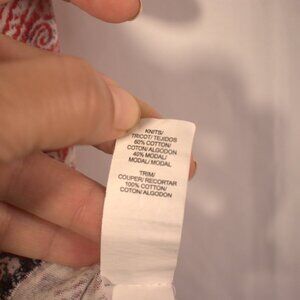 KNITS/
TRICOT/ TEJIDOS
60% COTTON/
COTON/ALGODON
40% MODAL/
MODAL/ MODAL
TRIM/
COUPER/ RECORTAR
100% COTTON/
COTON/ALGODON